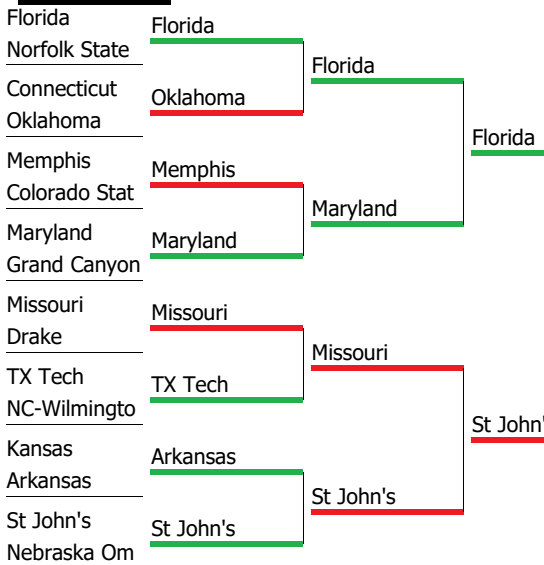 Florida
Norfolk State
Connecticut
Oklahoma
Memphis
Colorado Stat
Maryland
Grand Canyon
Missouri
Drake
TX Tech
NC-Wilmingto
Kansas
Arkansas
St John's
Nebraska Om
Florida
Oklahoma
Memphis
Maryland
Missouri
TX Tech
Arkansas
St John's
Florida
Maryland
Missouri
St John's
Florida
St John'